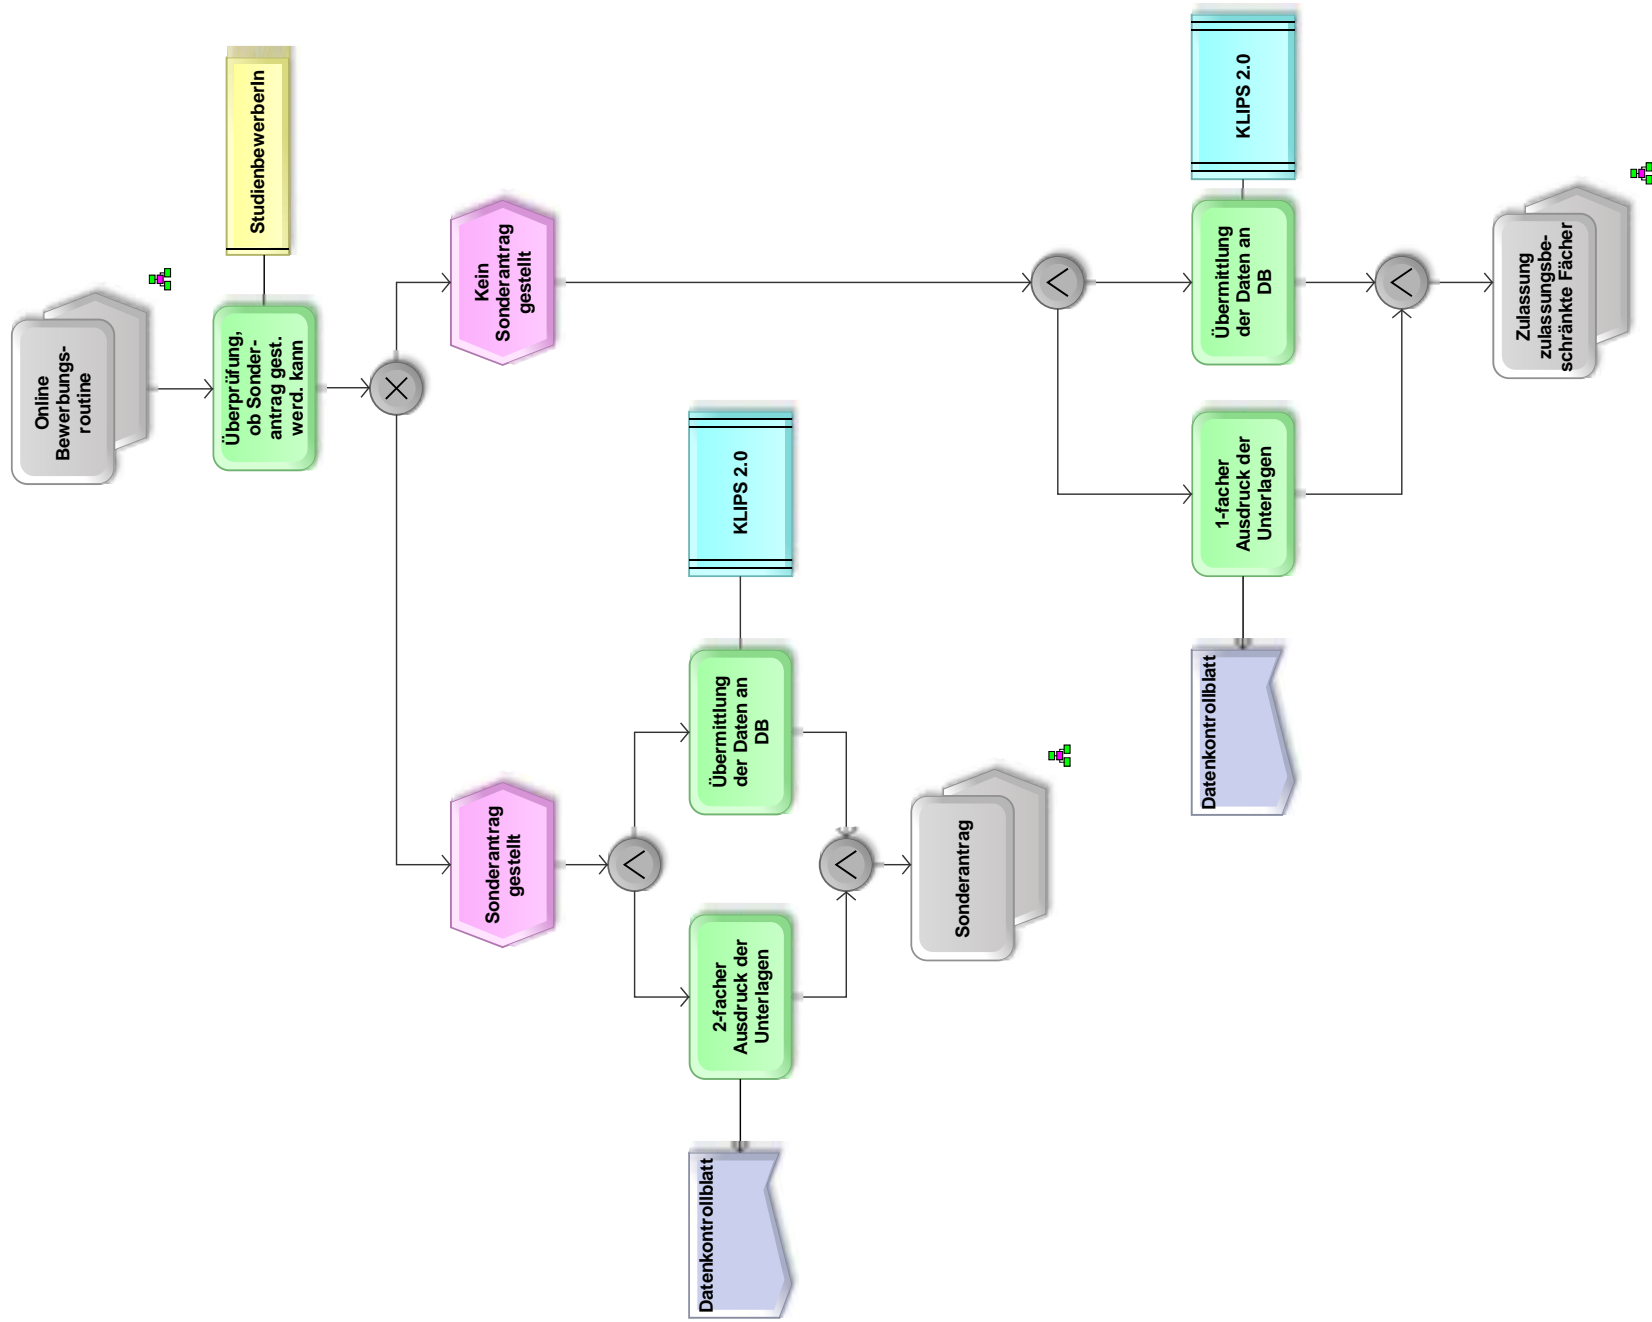 Online
Bewerbungs-
routine
StudienbewerberIn
Überprüfung,
ob Sonder-
antrag gest.
werd. kann
Kein
Sonderantrag
gestellt
Sonderantrag
gestellt
KLIPS 2.0
Übermittlung
der Daten an
DB
2-facher
Ausdruck der
Unterlagen
Datenkontrollblatt
Sonderantrag
KLIPS 2.0
Übermittlung
der Daten an
DB
1-facher
Ausdruck der
Unterlagen
Datenkontrollblatt
Zulassung
zulassungsbe-
schränkte Fächer